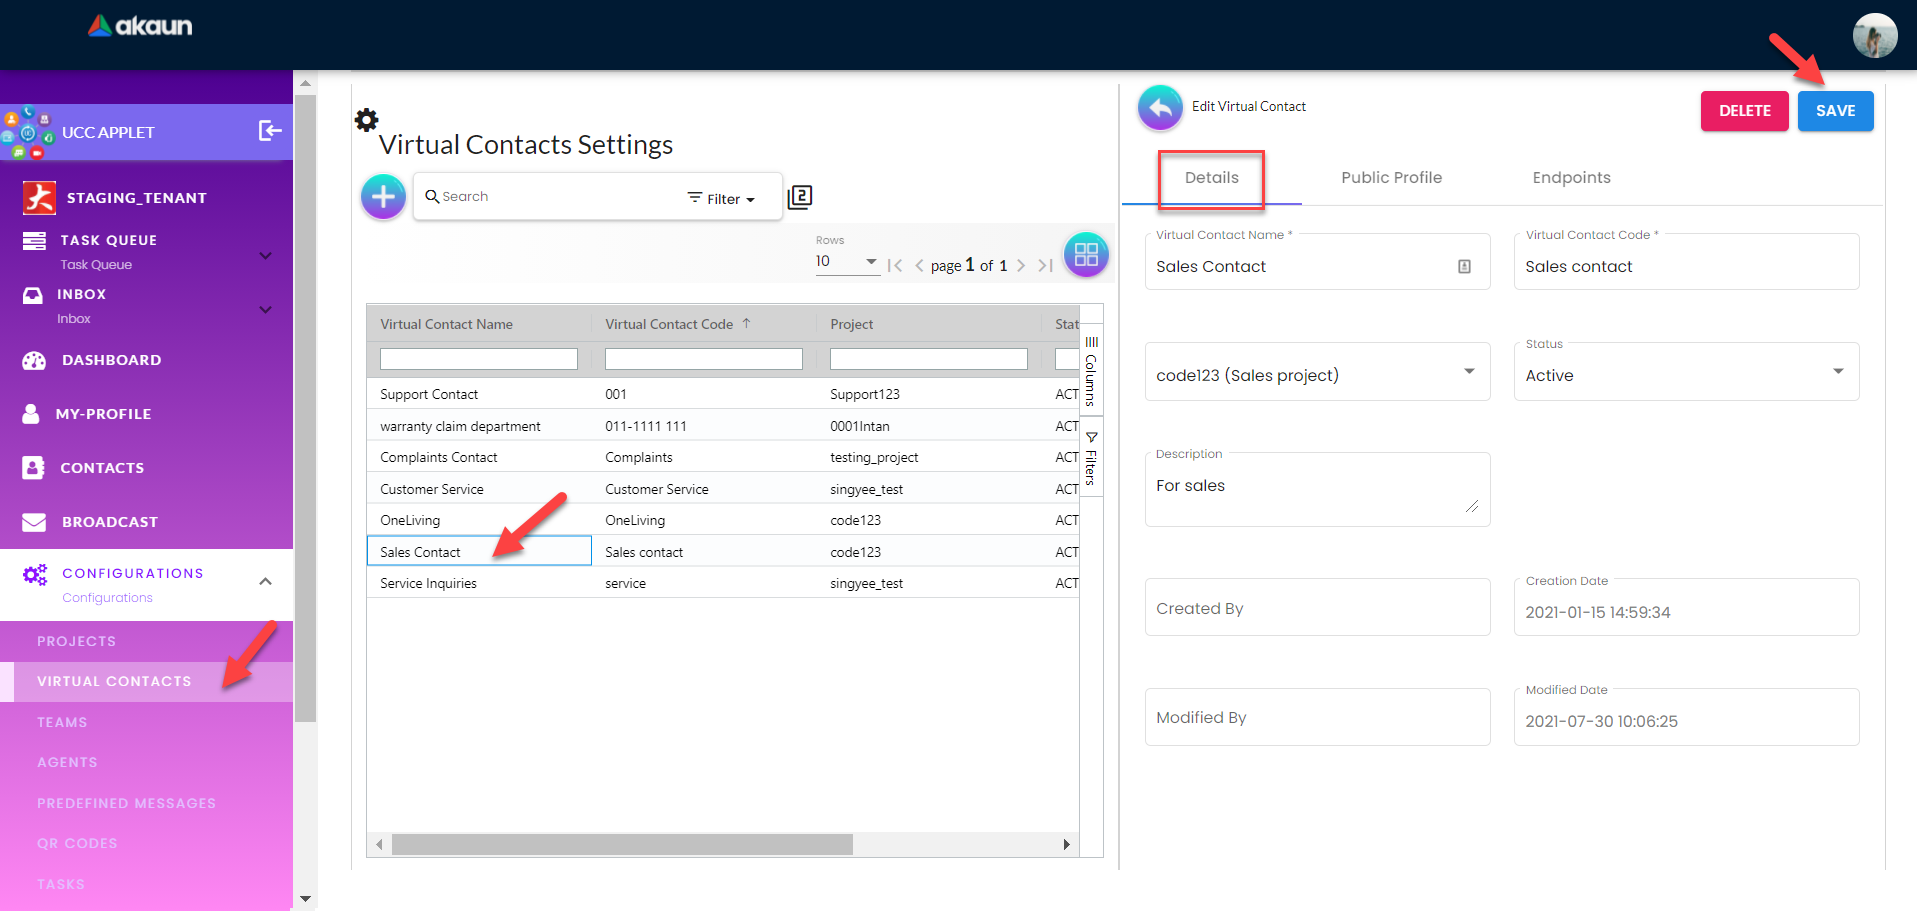 akaun
UCC APPLET
STAGING_TENANT
TASK QUEUE
Task Queue
INBOX
Inbox
DASHBOARD
MY-PROFILE
CONTACTS
BROADCAST
CONFIGURATIONS
Configurations
PROJECTS
VIRTUAL CONTACTS
TEAMS
AGENTS
PREDEFINED MESSAGES
QR CODES
TASKS
Virtual Contacts Settings
Search
Filter
2
Rows
10
page 1 of 1
Virtual Contact Name Virtual Contact Code Project Stat
Support Contact 001 Support123 ACT
warranty claim department 011-1111 111 0001Intan ACT
Complaints Contact Complaints testing_project ACT
Customer Service Customer Service singyee_test ACT
OneLiving OneLiving code123 ACT
Sales Contact Sales contact code123 ACT
Service Inquiries service singyee_test ACT
Columns
Filters
Edit Virtual Contact
DELETE
SAVE
Details Public Profile Endpoints
Virtual Contact Name *
Sales Contact
Virtual Contact Code *
Sales contact
code123 (Sales project)
Status
Active
Description
For sales
Created By
Creation Date
2021-01-15 14:59:34
Modified By
Modified Date
2021-07-30 10:06:25